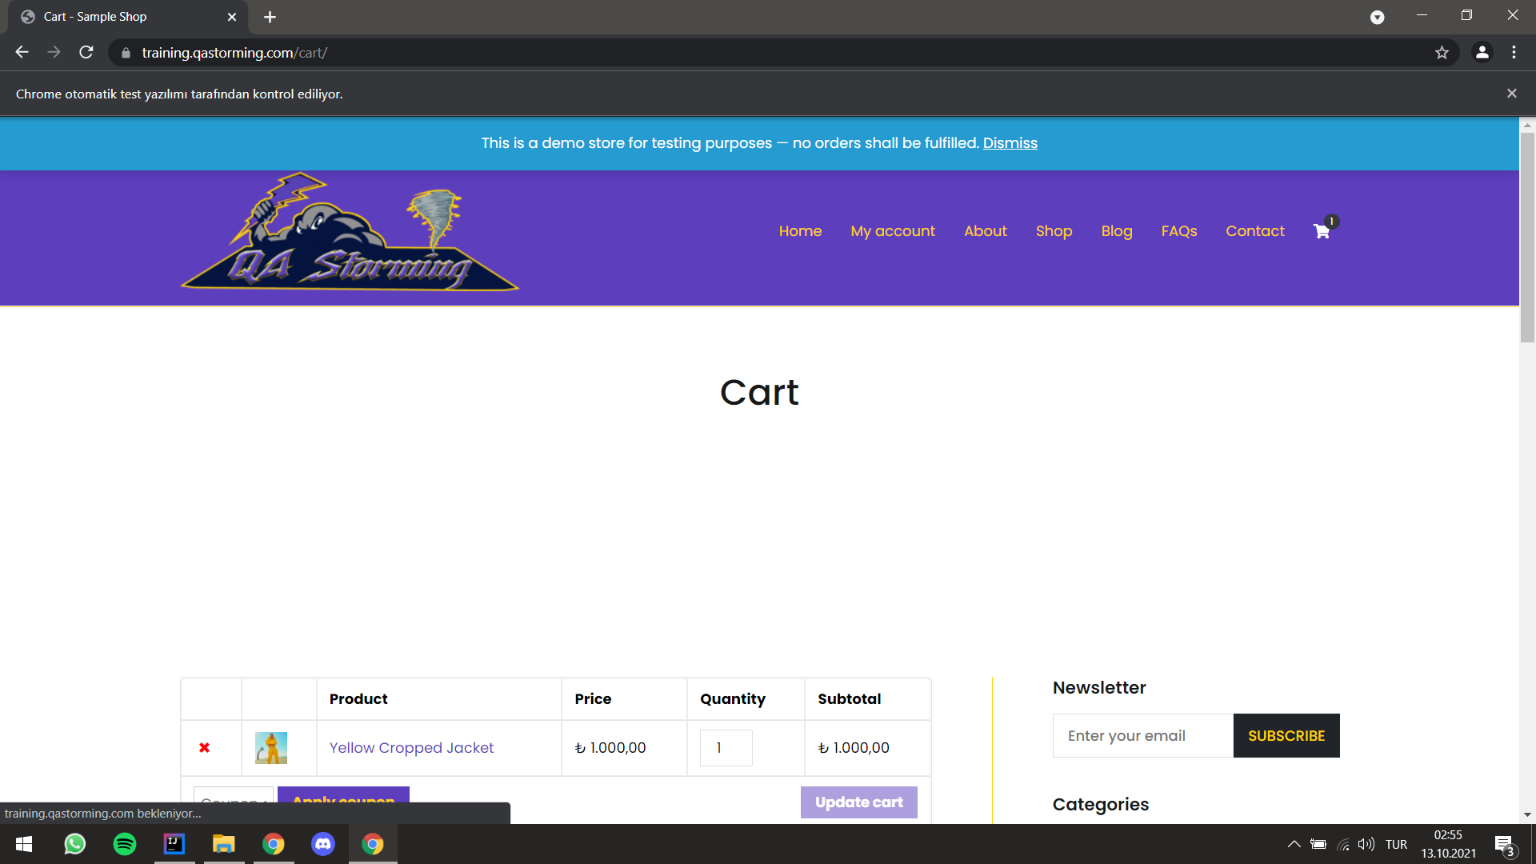 Cart - Sample Shop
training.qastorming.com/cart/
Chrome otomatik test yazılımı tarafından kontrol ediliyor.
This is a demo store for testing purposes — no orders shall be fulfilled. Dismiss
QA Storming
Home My account About Shop Blog FAQs Contact 1
Cart
Product Price Quantity Subtotal
Yellow Cropped Jacket ₺ 1.000,00 1 ₺ 1.000,00
Apply coupon Update cart
Newsletter
Enter your email SUBSCRIBE
Categories
training.qastorming.com bekleniyor...
IJ
TUR
02:55
13.10.2021
3